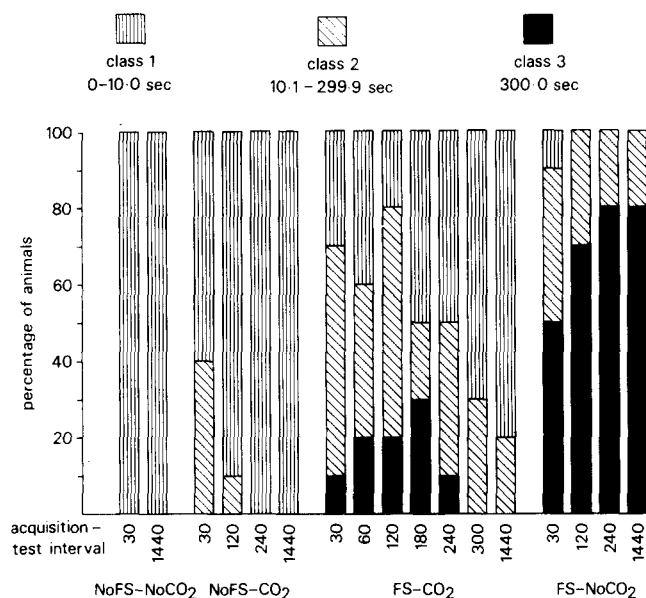 class 1 class 2 class 3
0-10·0 sec 10·1-299·9 sec 300·0 sec
100
80
60
40
20
percentage of animals
acquisition-
test interval
30 1440 30 120 240 1440 30 60 120 180 240 300 1440 30 120 240 1440
NoFS-NoCO₂ NoFS-CO₂ FS-CO₂ FS-NoCO₂